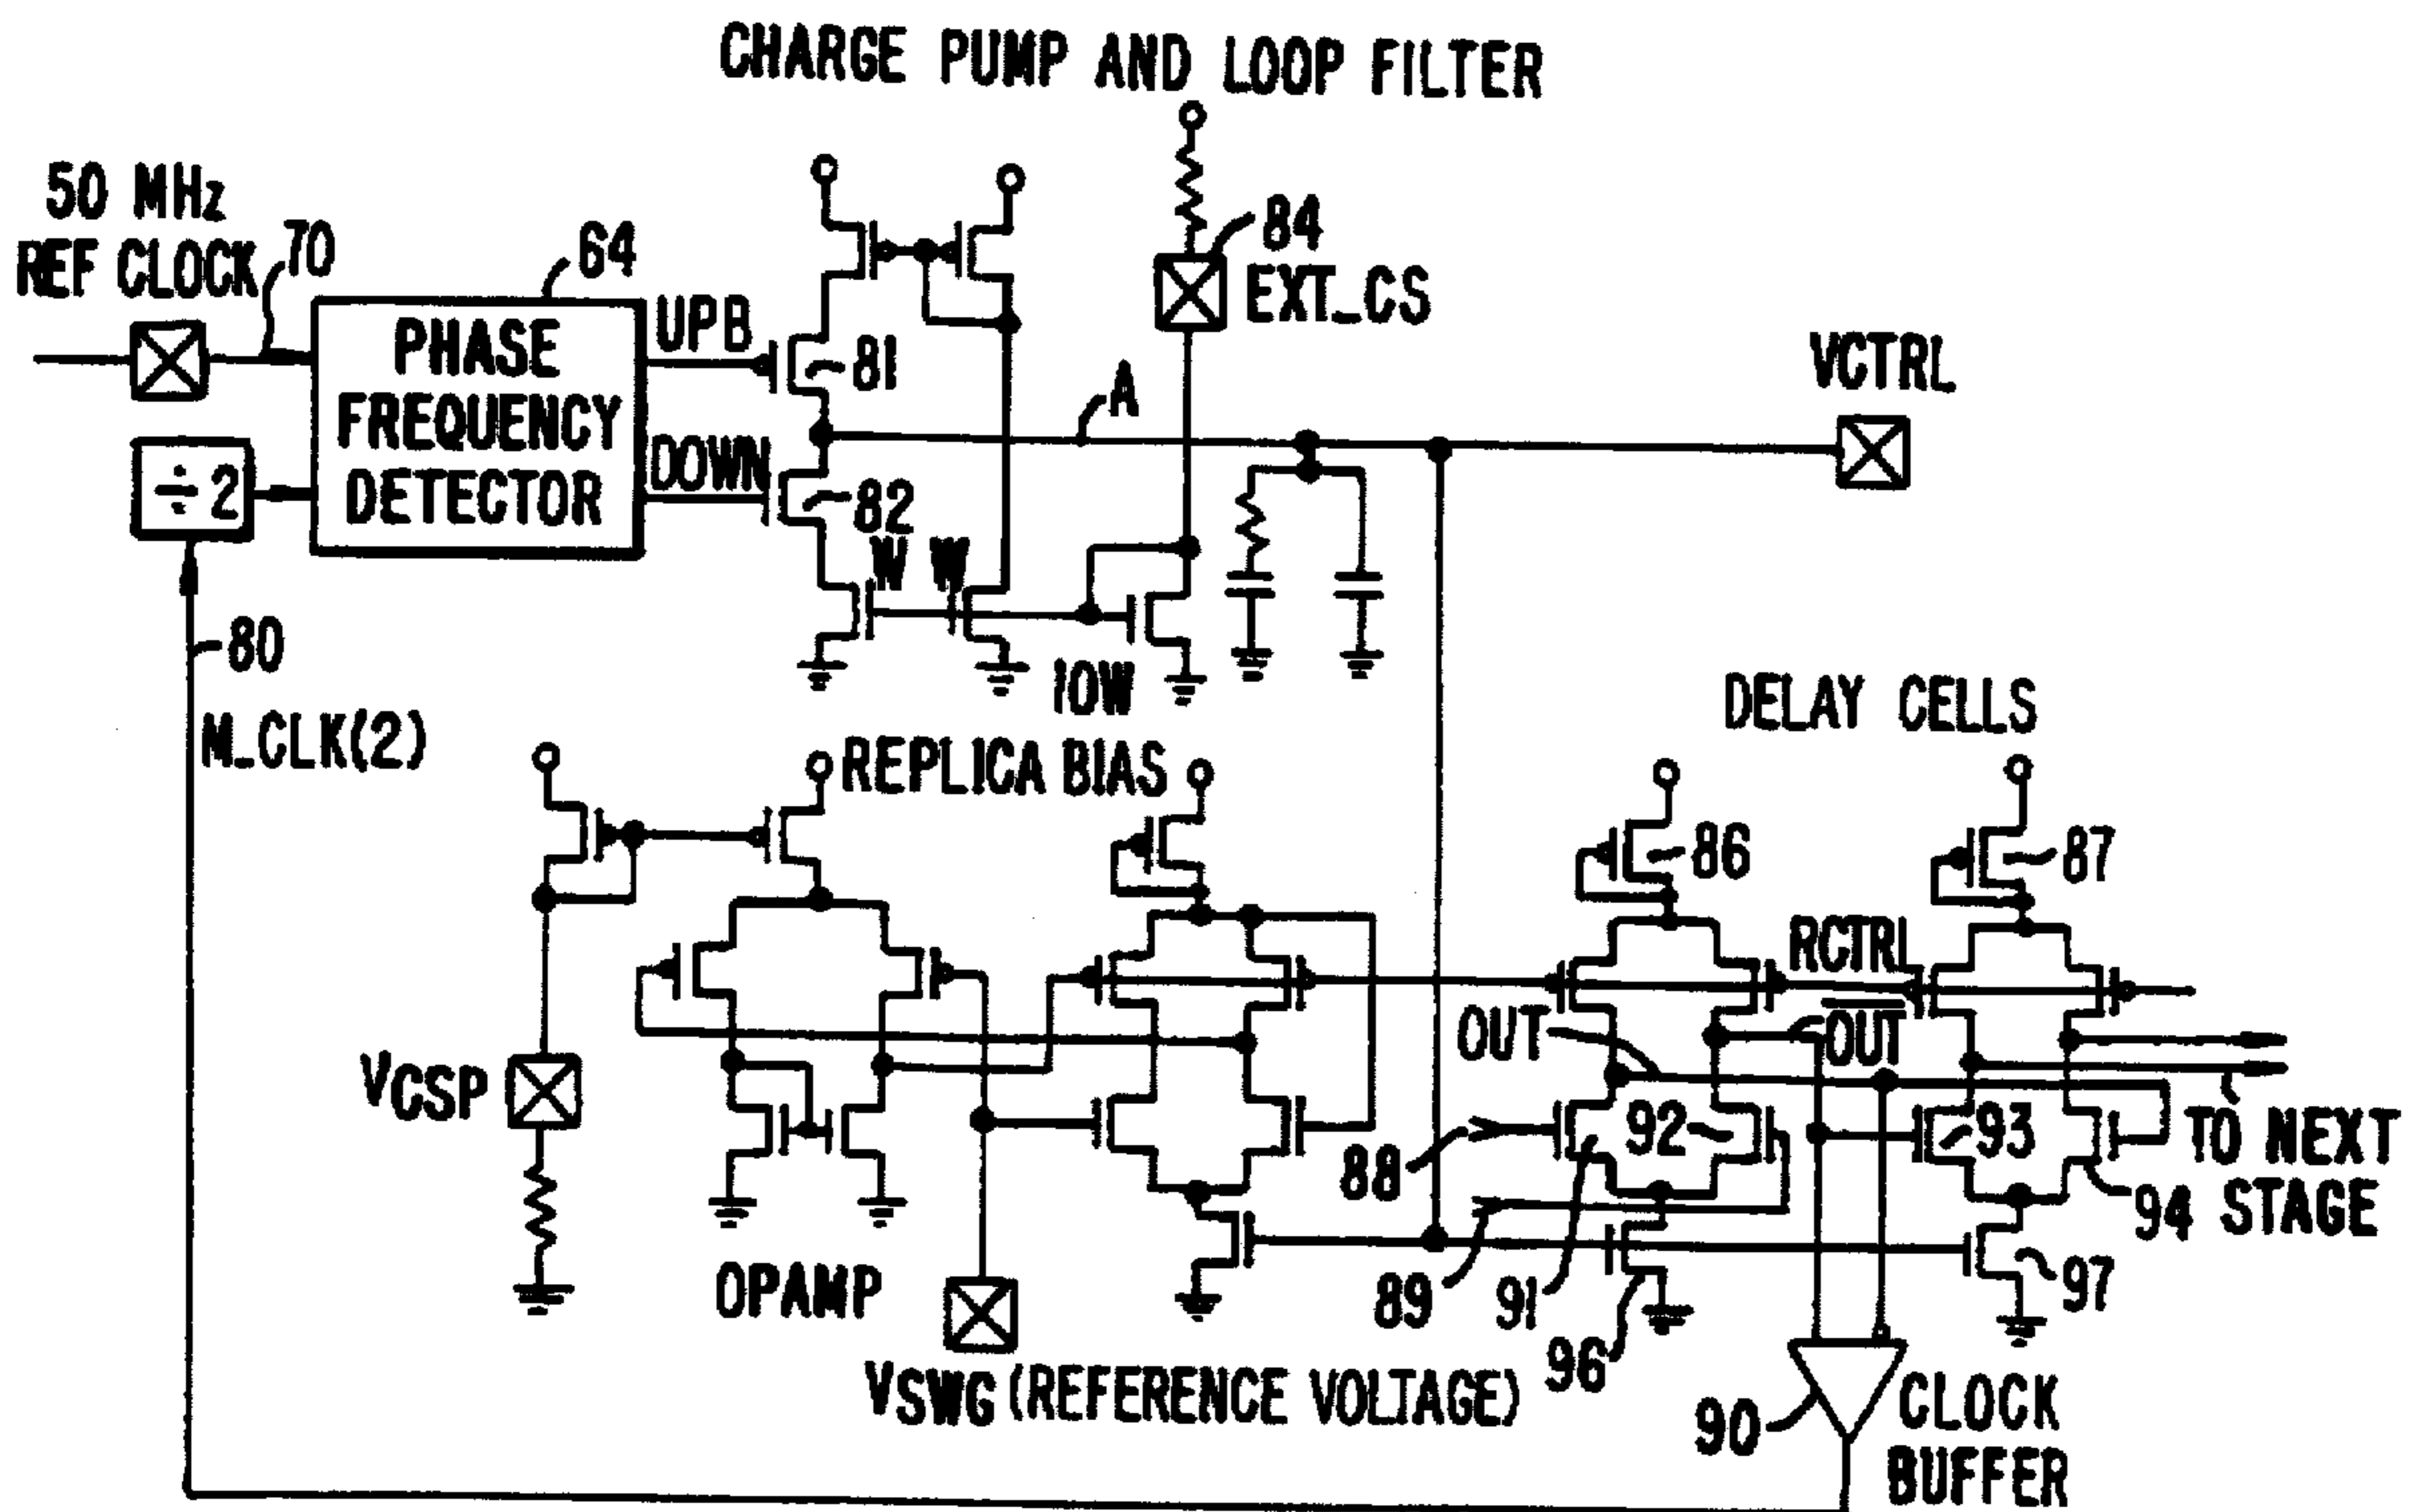 CHARGE PUMP AND LOOP FILTER
50 MHz
REF CLOCK
70
64
84
EXT_CS
UPB
81
PHASE
FREQUENCY
DETECTOR
A
VCTRL
÷2
DOWN
82
W W
80
10W
M_CLK(2)
REPLICA BIAS
DELAY CELLS
86
87
RCTRL
OUT
OUT
VCSP
88
92
93
TO NEXT
STAGE
94
OPAMP
89
91
96
97
VSWG (REFERENCE VOLTAGE)
90
CLOCK
BUFFER